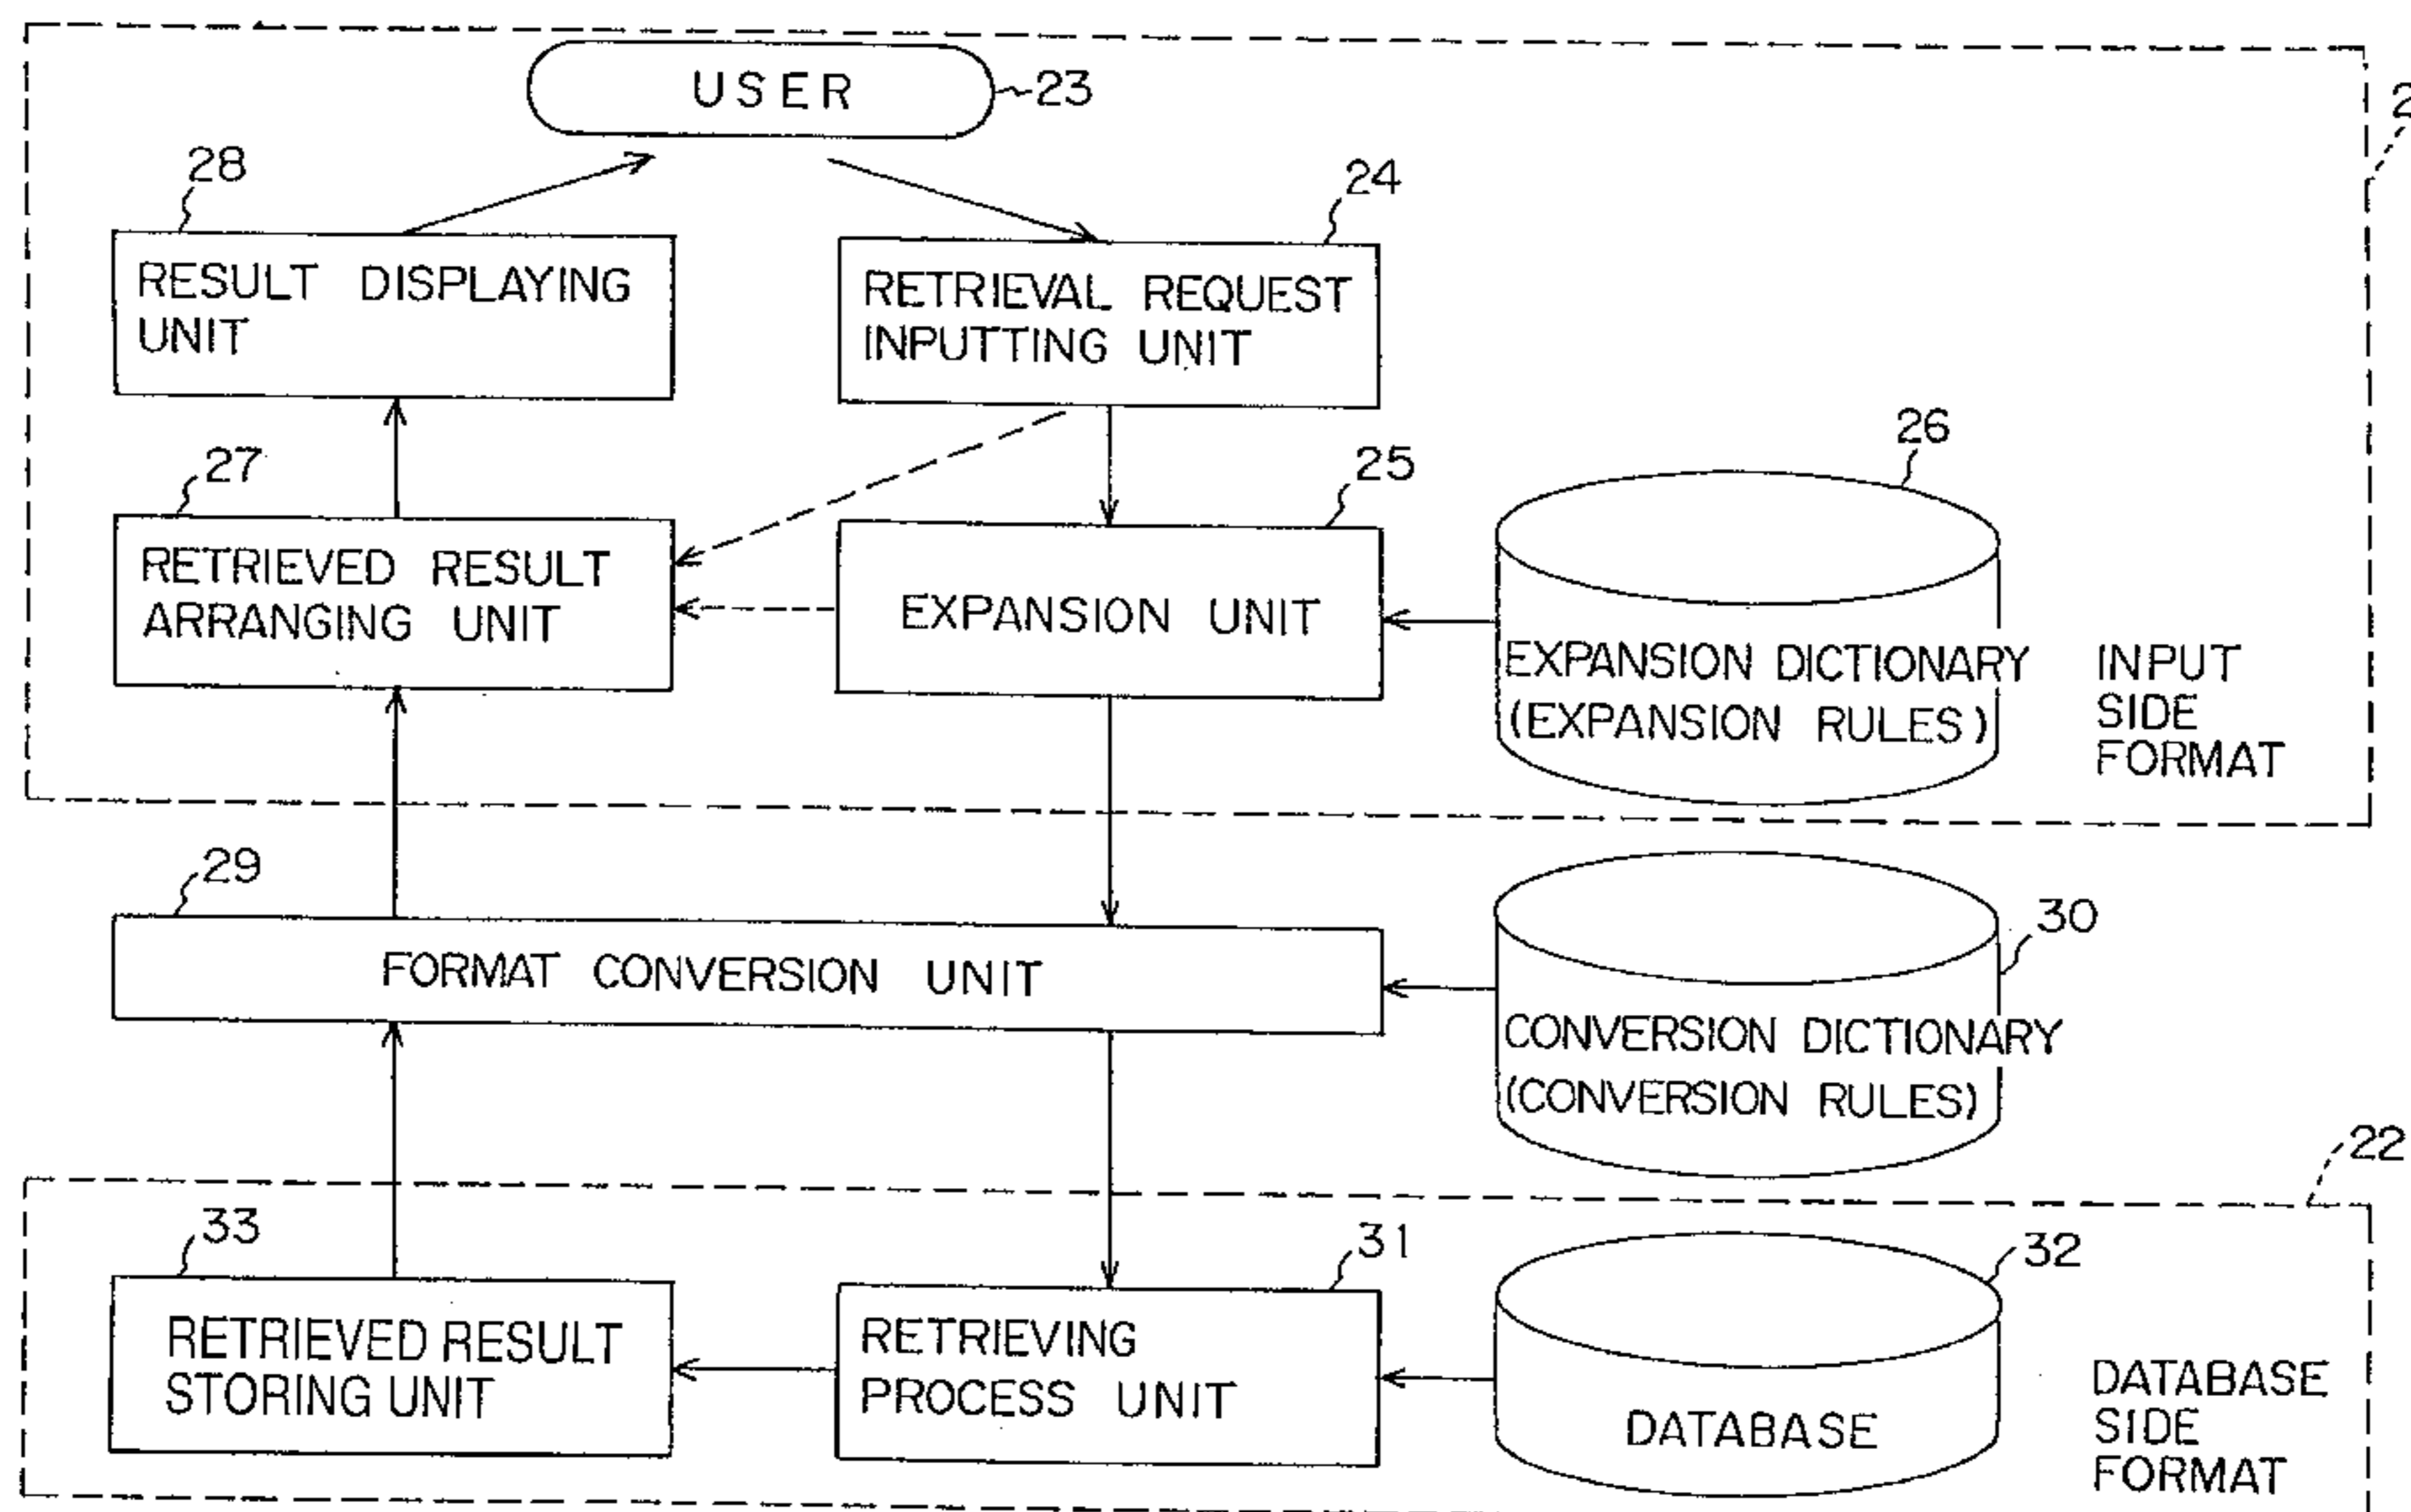 USER
23
2
28
24
RESULT DISPLAYING
UNIT
RETRIEVAL REQUEST
INPUTTING UNIT
26
27
25
RETRIEVED RESULT
ARRANGING UNIT
EXPANSION UNIT
EXPANSION DICTIONARY
(EXPANSION RULES)
INPUT
SIDE
FORMAT
29
30
FORMAT CONVERSION UNIT
CONVERSION DICTIONARY
(CONVERSION RULES)
22
33
31
32
RETRIEVED RESULT
STORING UNIT
RETRIEVING
PROCESS UNIT
DATABASE
DATABASE
SIDE
FORMAT